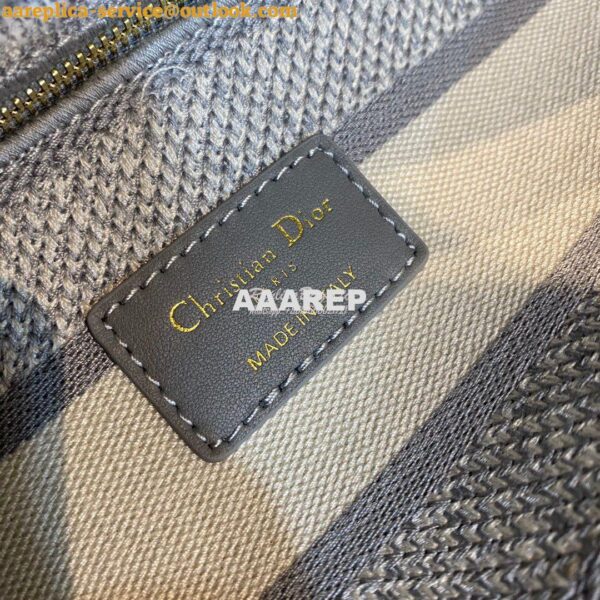 aareplica-service@outlook.com
Christian Dior
AAAREP
MADE IN ITALY